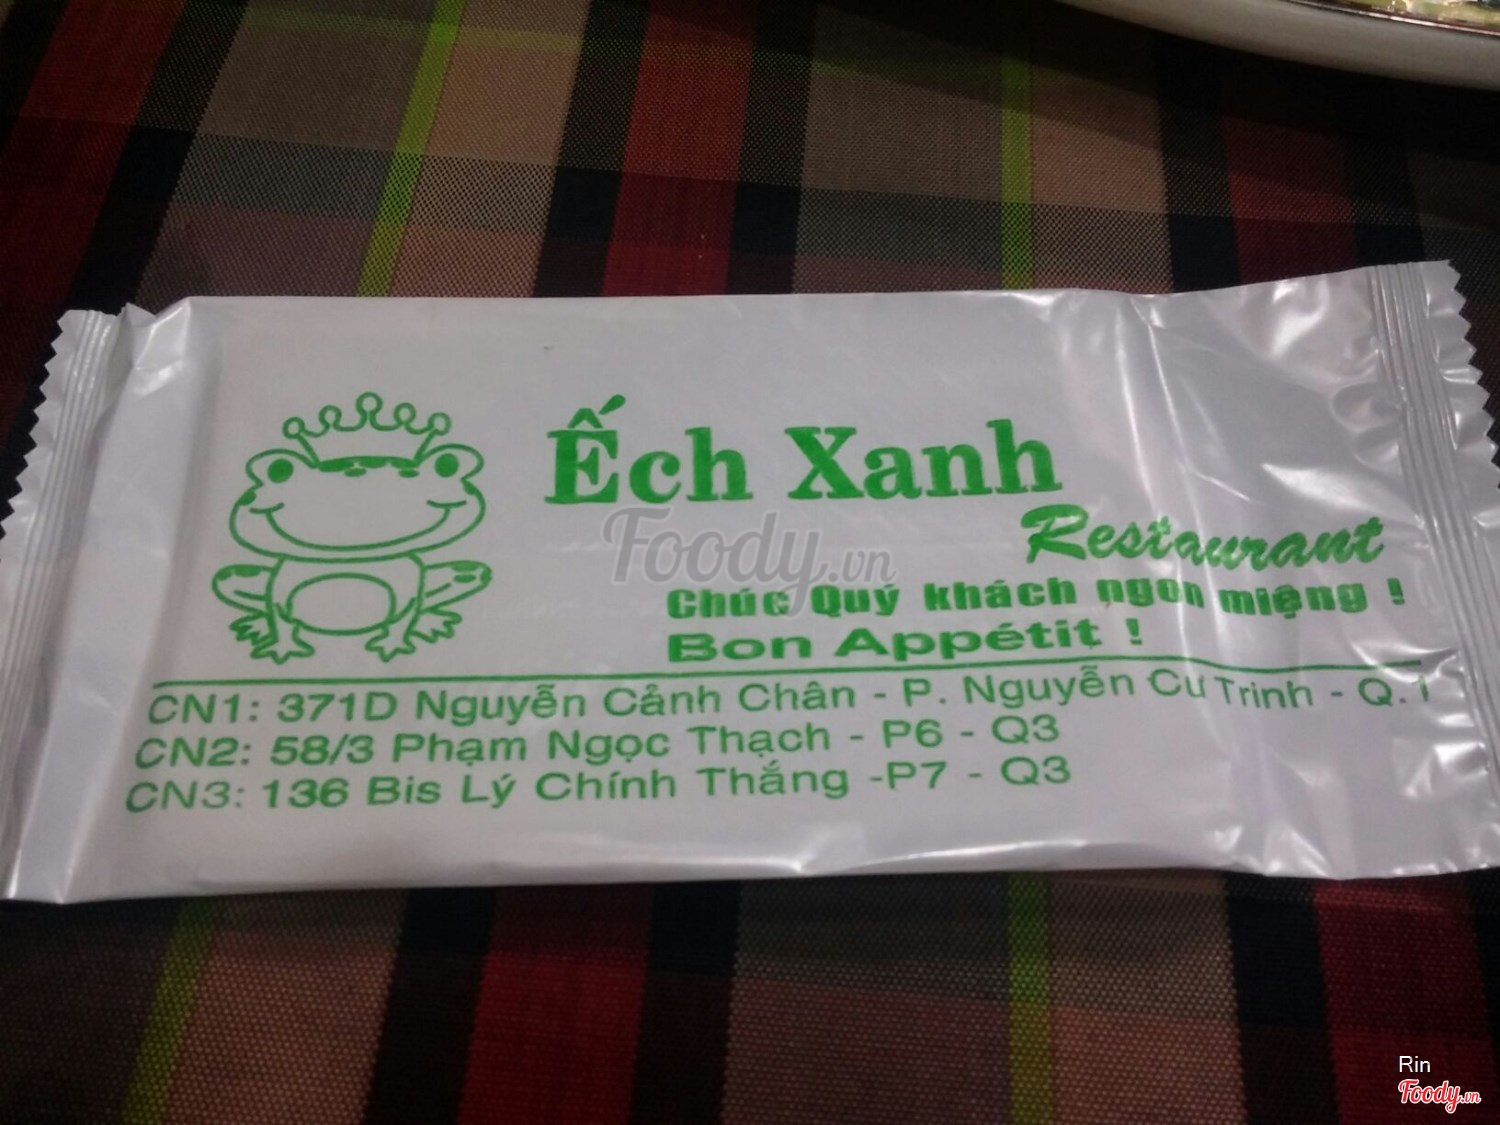 Ếch Xanh
Restaurant
Foody.vn
Chúc Quý khách ngon miệng !
Bon Appétit !
CN1: 371D Nguyễn Cảnh Chân - P. Nguyễn Cư Trinh - Q. 1
CN2: 58/3 Phạm Ngọc Thạch - P6 - Q3
CN3: 136 Bis Lý Chính Thắng -P7 - Q3
Rin
Foody.vn